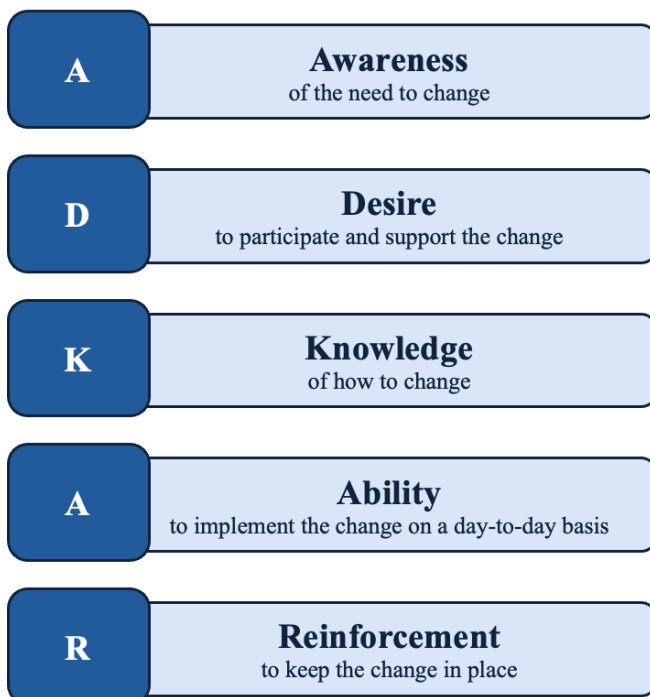 A
Awareness
of the need to change
D
Desire
to participate and support the change
K
Knowledge
of how to change
A
Ability
to implement the change on a day-to-day basis
R
Reinforcement
to keep the change in place